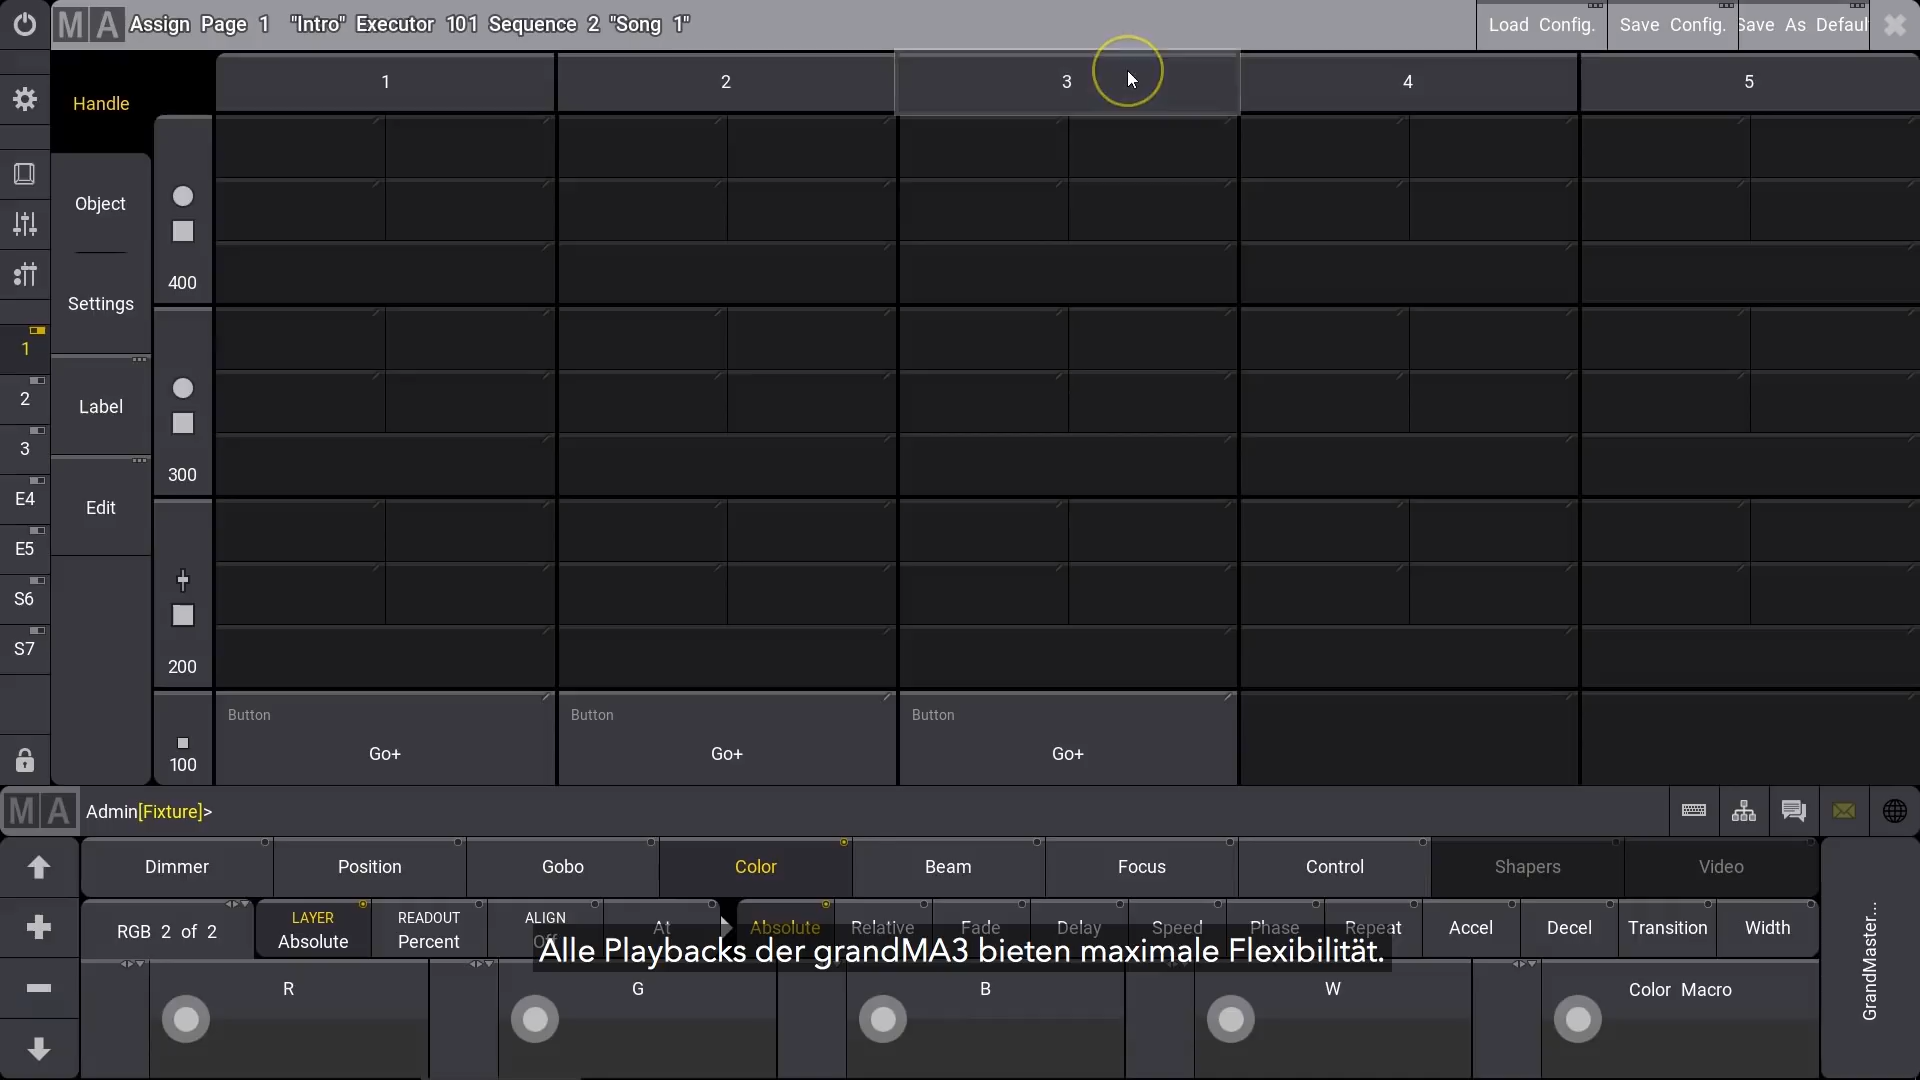 MA Assign Page 1 "Intro" Executor 101 Sequence 2 "Song 1"
Load Config.
Save Config.
Save As Defaul
1 2 3 4 5
Handle
Object
Settings
Label
Edit
400
300
200
100
1
2
3
E4
E5
S6
S7
Button
Go+
Button
Go+
Button
Go+
MA Admin[Fixture]>
Dimmer Position Gobo Color Beam Focus Control Shapers Video
RGB 2 of 2
LAYER
Absolute
READOUT
Percent
ALIGN
Off
At
Absolute Relative Fade Delay Speed Phase Repeat Accel Decel Transition Width
Alle Playbacks der grandMA3 bieten maximale Flexibilität.
R G B W Color Macro
GrandMaster...